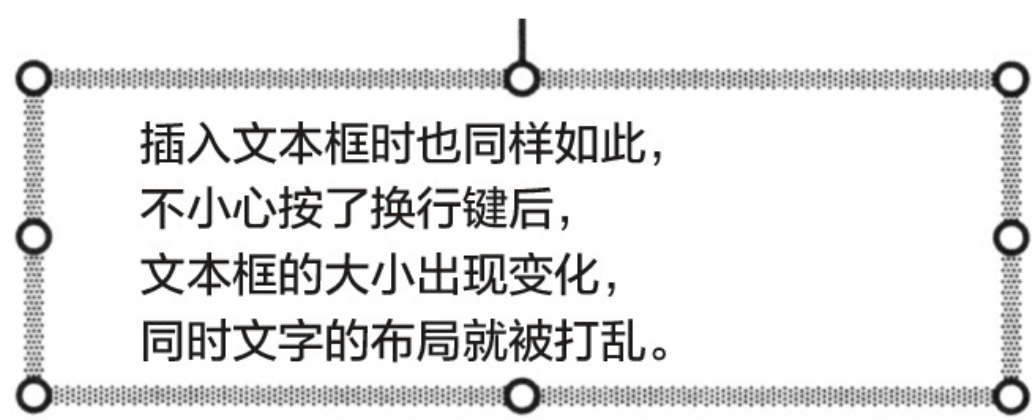 插入文本框时也同样如此，
不小心按了换行键后，
文本框的大小出现变化，
同时文字的布局就被打乱。